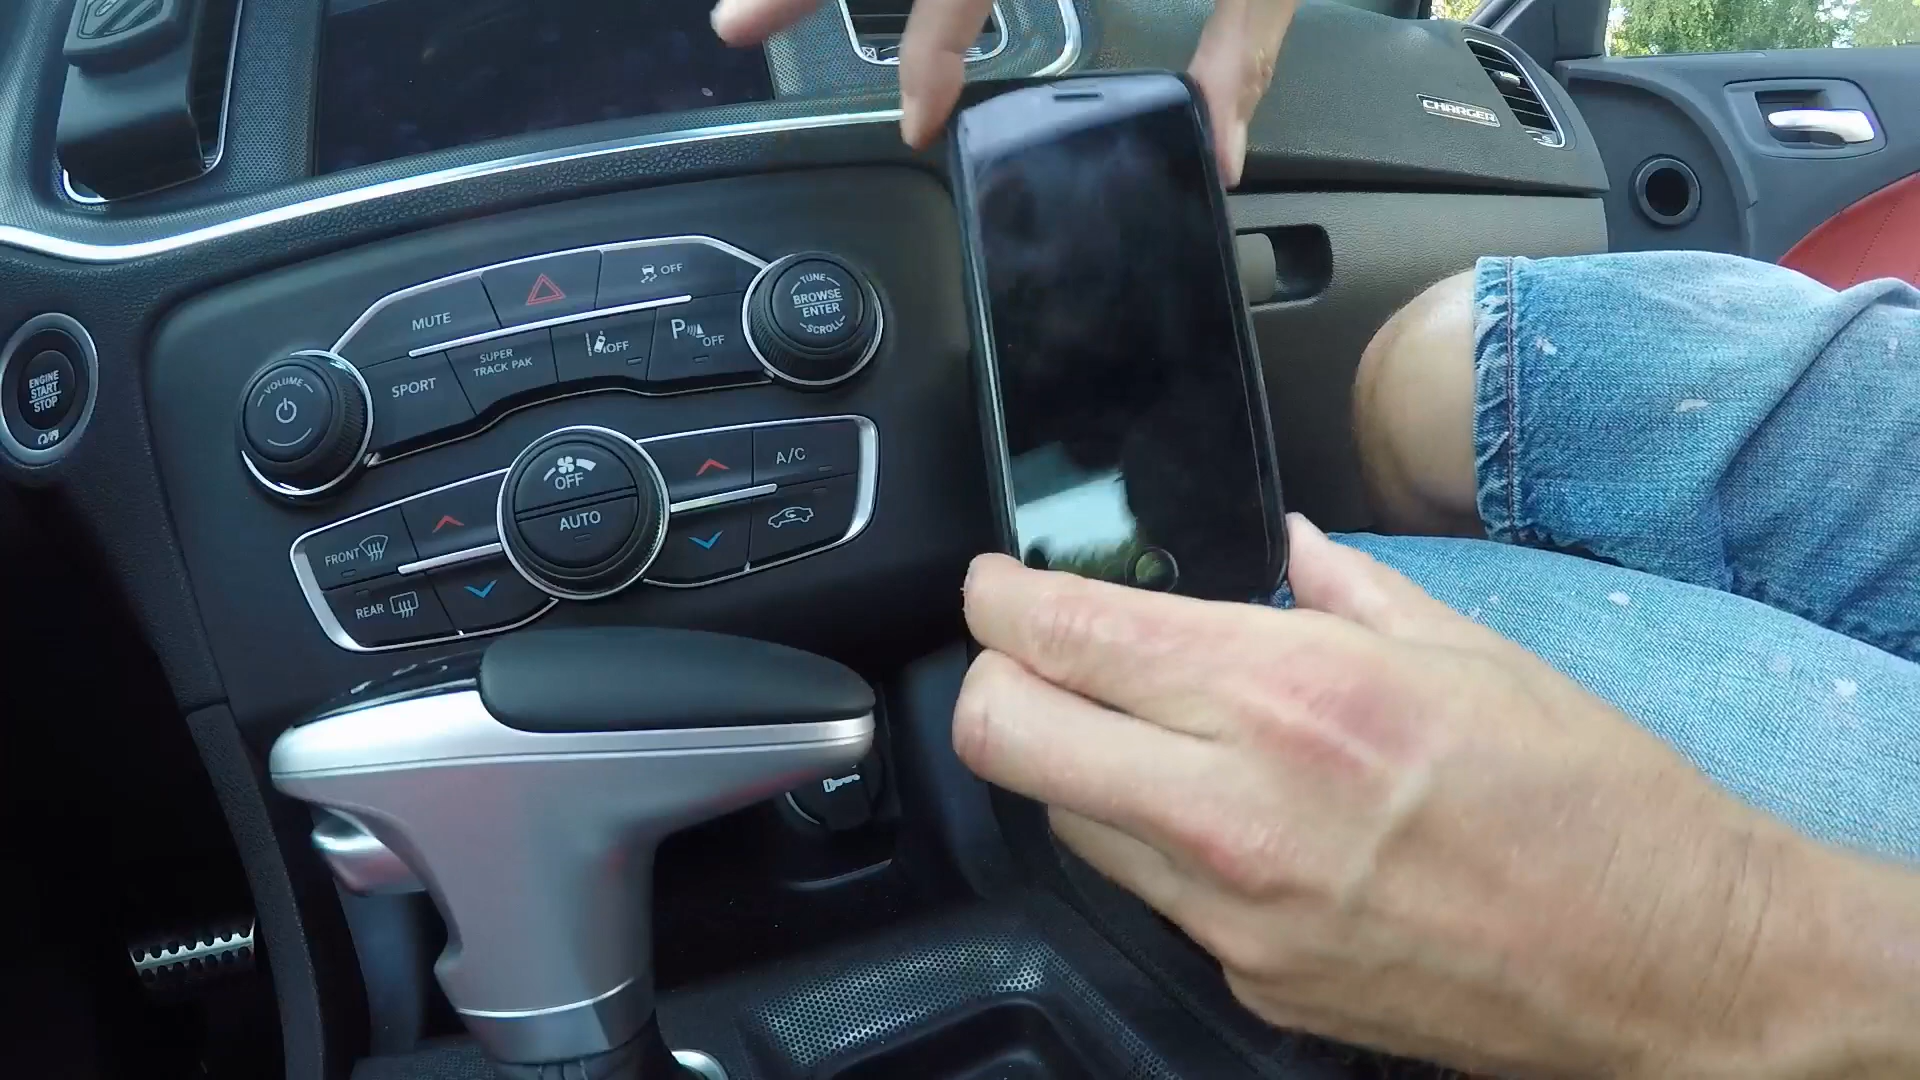 CHARGER
OFF
TUNE
BROWSE
ENTER
SCROLL
MUTE
P
OFF
OFF
SUPER
TRACK PAK
SPORT
VOLUME
ENGINE
START
STOP
OFF
AUTO
A/C
FRONT
REAR